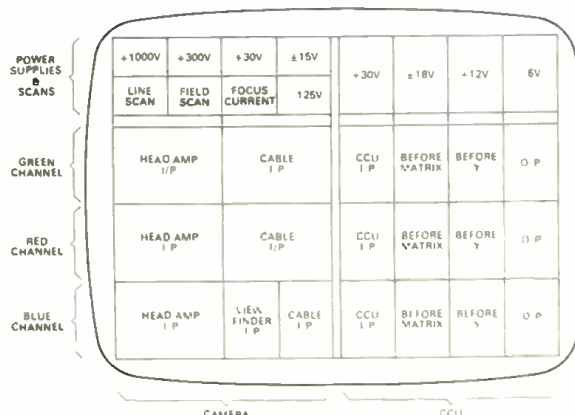 POWER
SUPPLIES
&
SCANS
+1000V +300V +30V ±15V
LINE
SCAN
FIELD
SCAN
FOCUS
CURRENT
125V
+30V ±18V +12V 6V
GREEN
CHANNEL
HEAD AMP
I/P
CABLE
I P
CCU
I P
BEFORE
MATRIX
BEFORE
γ
O P
RED
CHANNEL
HEAD AMP
I P
CABLE
I/P
CCU
I P
BEFORE
MATRIX
BEFORE
γ
O P
BLUE
CHANNEL
HEAD AMP
I P
VIEW
FINDER
I P
CABLE
I P
CCU
I P
BEFORE
MATRIX
BEFORE
γ
O P
CAMERA CCU